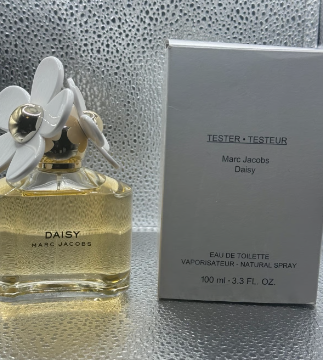 DAISY
MARC JACOBS
TESTER • TESTEUR
Marc Jacobs
Daisy
EAU DE TOILETTE
VAPORISATEUR - NATURAL SPRAY
100 ml - 3.3 FL. OZ.